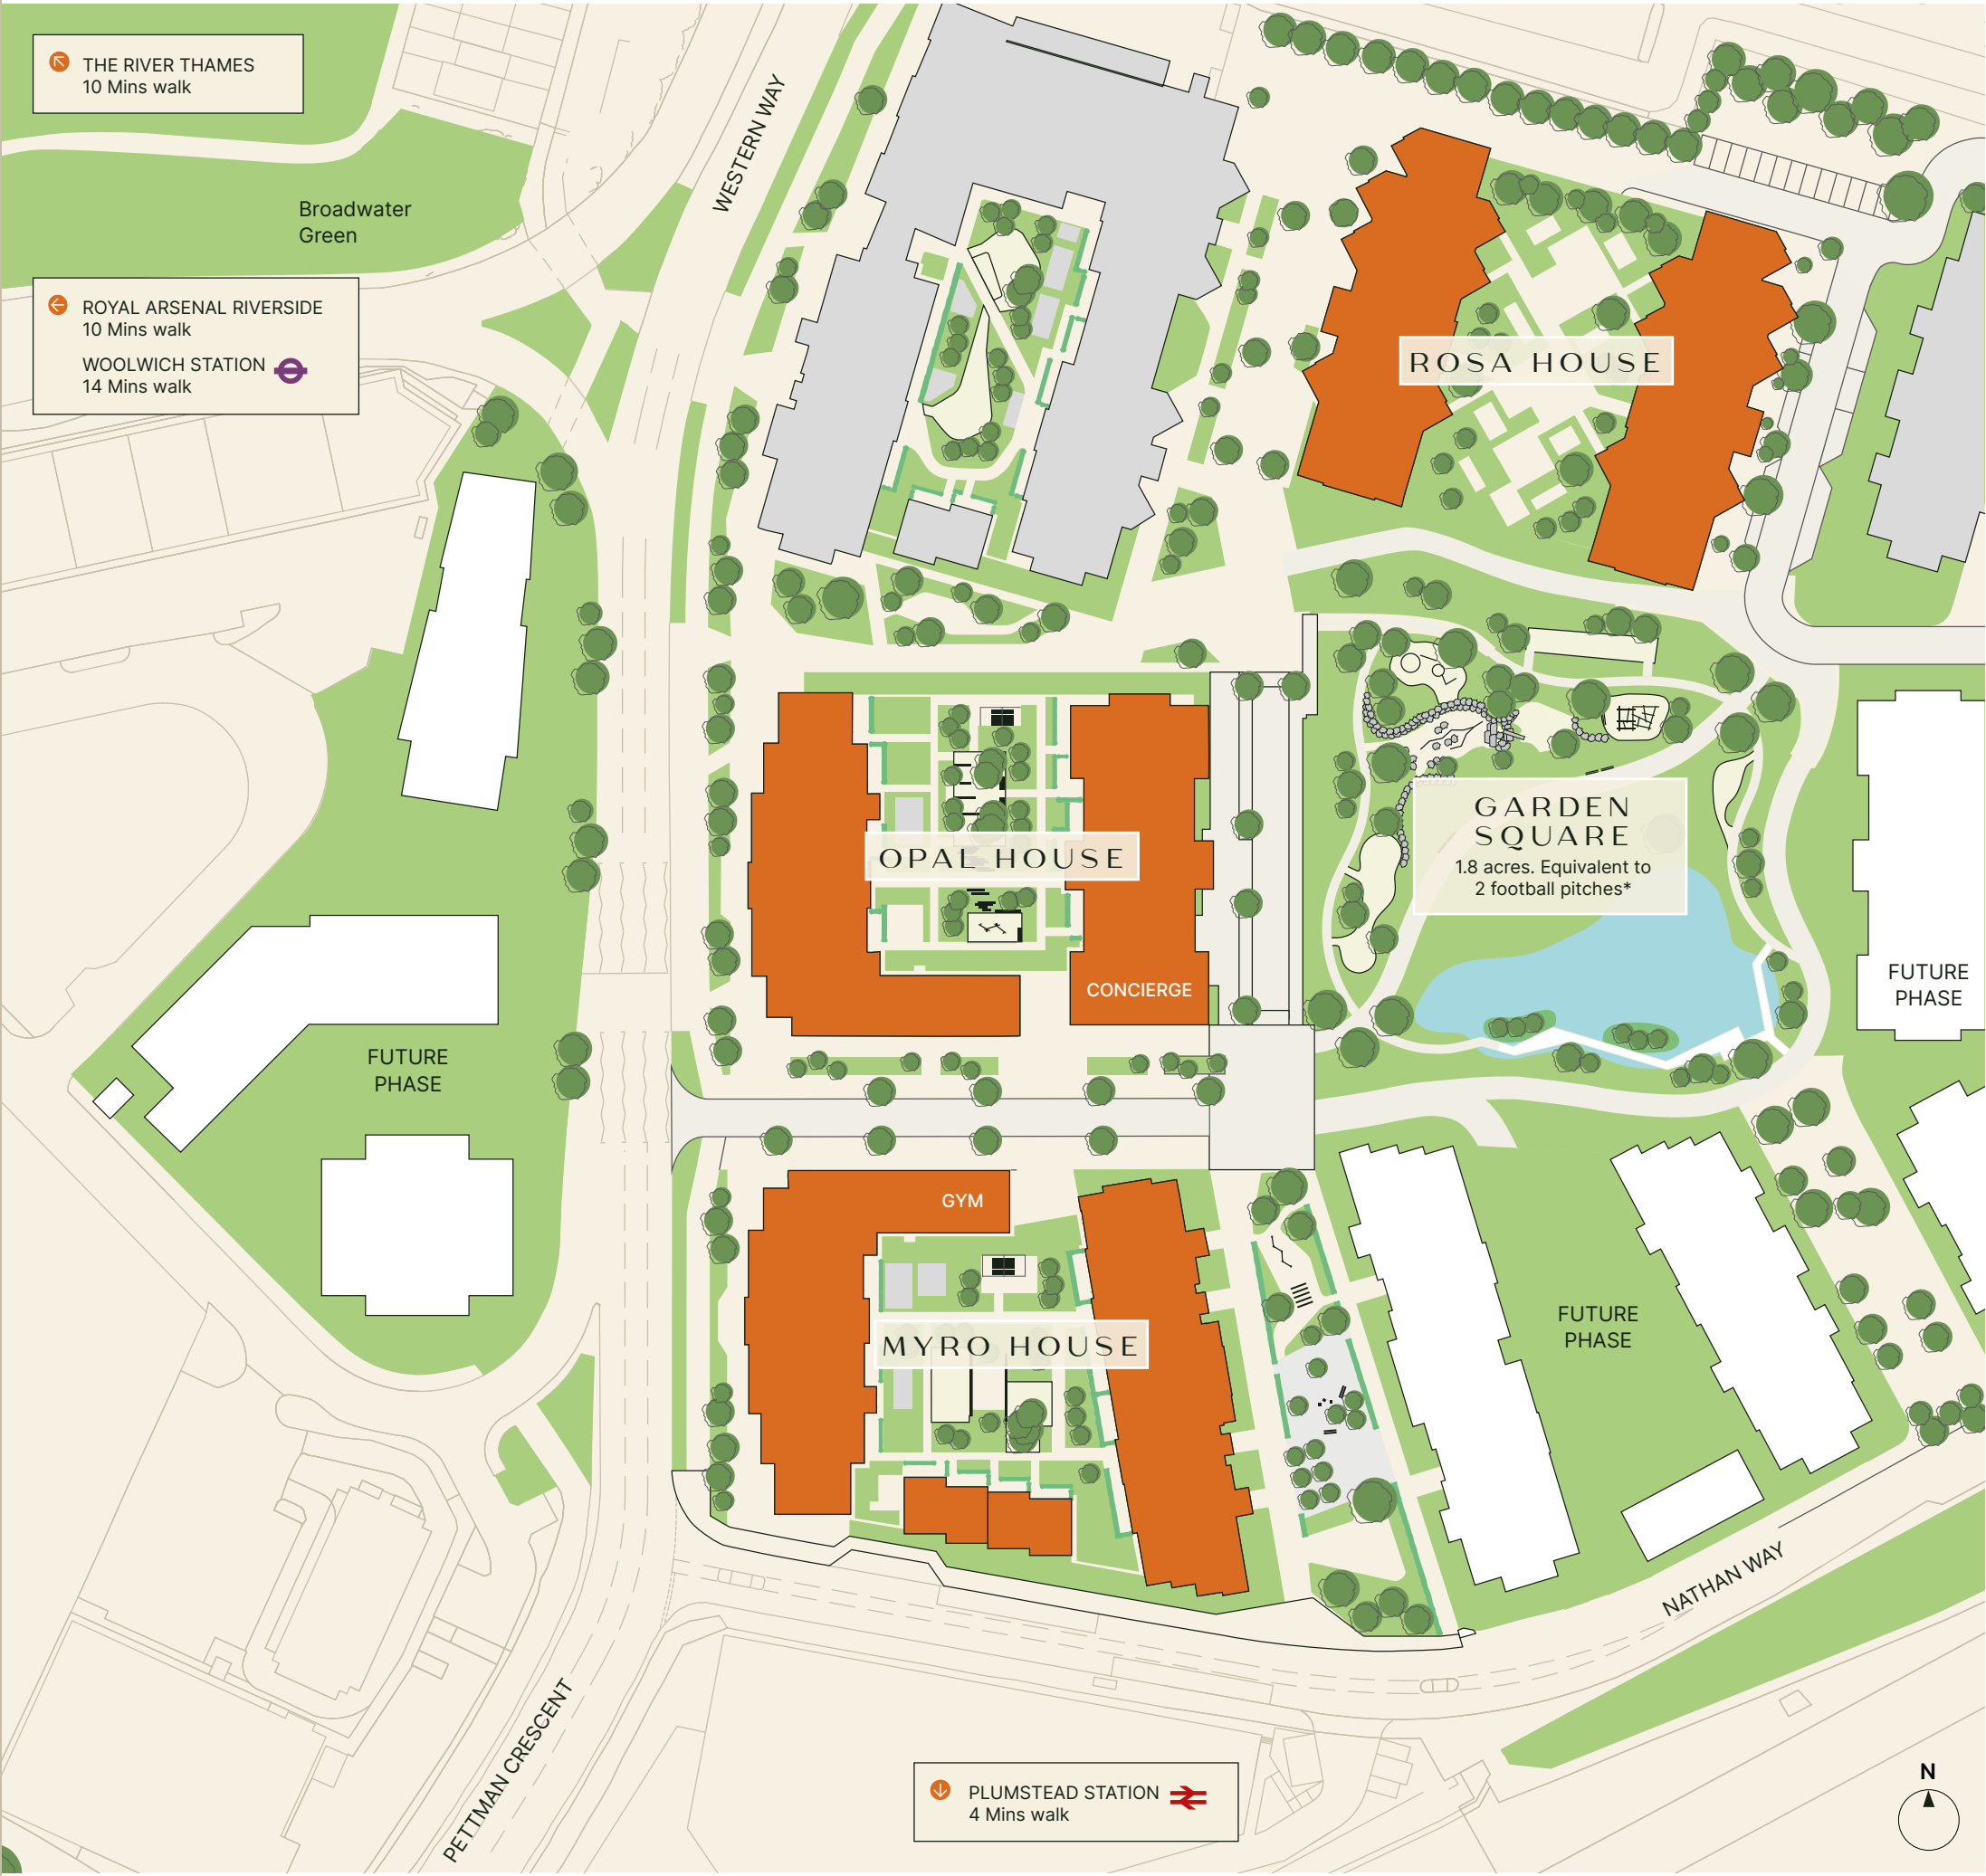 THE RIVER THAMES
10 Mins walk
WESTERN WAY
Broadwater
Green
ROYAL ARSENAL RIVERSIDE
10 Mins walk
WOOLWICH STATION
14 Mins walk
ROSA HOUSE
GARDEN
SQUARE
1.8 acres. Equivalent to
2 football pitches*
OPAL HOUSE
CONCIERGE
FUTURE
PHASE
FUTURE
PHASE
GYM
MYRO HOUSE
FUTURE
PHASE
NATHAN WAY
PETTMAN CRESCENT
PLUMSTEAD STATION
4 Mins walk
N